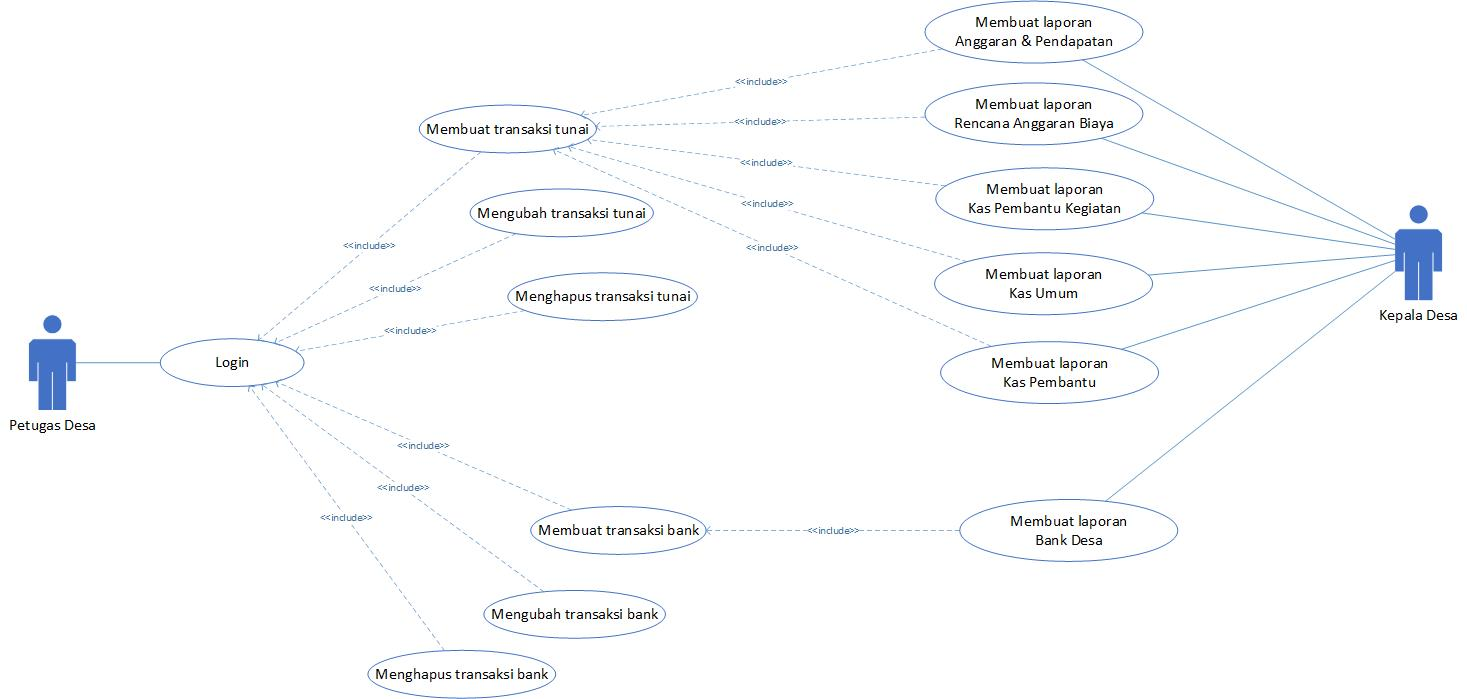 Membuat laporan
Anggaran & Pendapatan
<<include>>
Membuat laporan
Rencana Anggaran Biaya
<<include>>
Membuat transaksi tunai
<<include>>
Membuat laporan
Kas Pembantu Kegiatan
<<include>>
Mengubah transaksi tunai
<<include>>
<<include>>
Membuat laporan
Kas Umum
<<include>>
Menghapus transaksi tunai
Kepala Desa
<<include>>
Login
Membuat laporan
Kas Pembantu
Petugas Desa
<<include>>
<<include>>
<<include>>
Membuat transaksi bank
<<include>>
Membuat laporan
Bank Desa
Mengubah transaksi bank
Menghapus transaksi bank